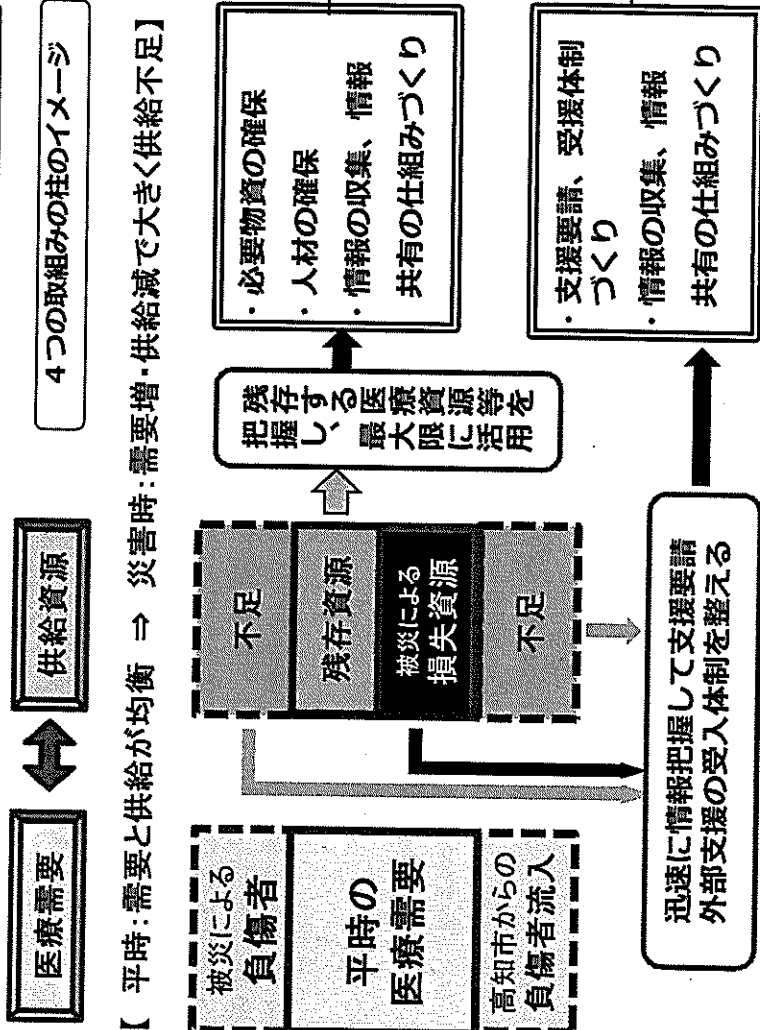 医療需要
供給資源
4つの取組みの柱のイメージ
【 平時:需要と供給が均衡 ⇒ 災害時:需要増・供給減で大きく供給不足】
被災による
負傷者
平時の
医療需要
高知市からの
負傷者流入
不足
残存資源
被災による
損失資源
不足
残存する医療資源等を
把握し、最大限に活用
・必要物資の確保
・人材の確保
・情報の収集、情報
共有の仕組みづくり
迅速に情報把握して支援要請
外部支援の受入体制を整える
・支援要請、受援体制
づくり
・情報の収集、情報
共有の仕組みづくり